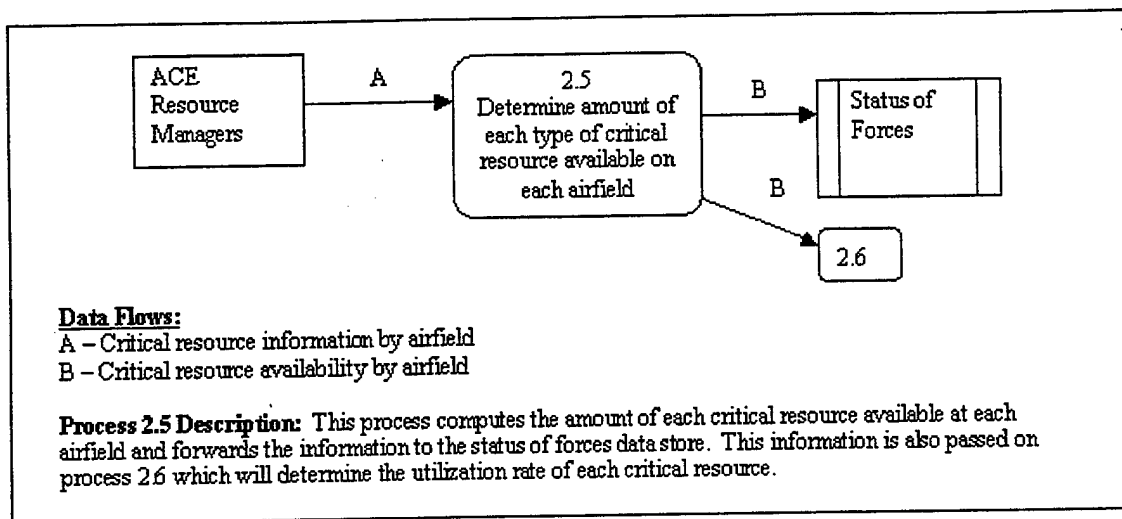 ACE
Resource
Managers
A
2.5
Determine amount of
each type of critical
resource available on
each airfield
B
Status of
Forces
B
2.6
Data Flows:
A – Critical resource information by airfield
B – Critical resource availability by airfield
Process 2.5 Description: This process computes the amount of each critical resource available at each
airfield and forwards the information to the status of forces data store. This information is also passed on
process 2.6 which will determine the utilization rate of each critical resource.